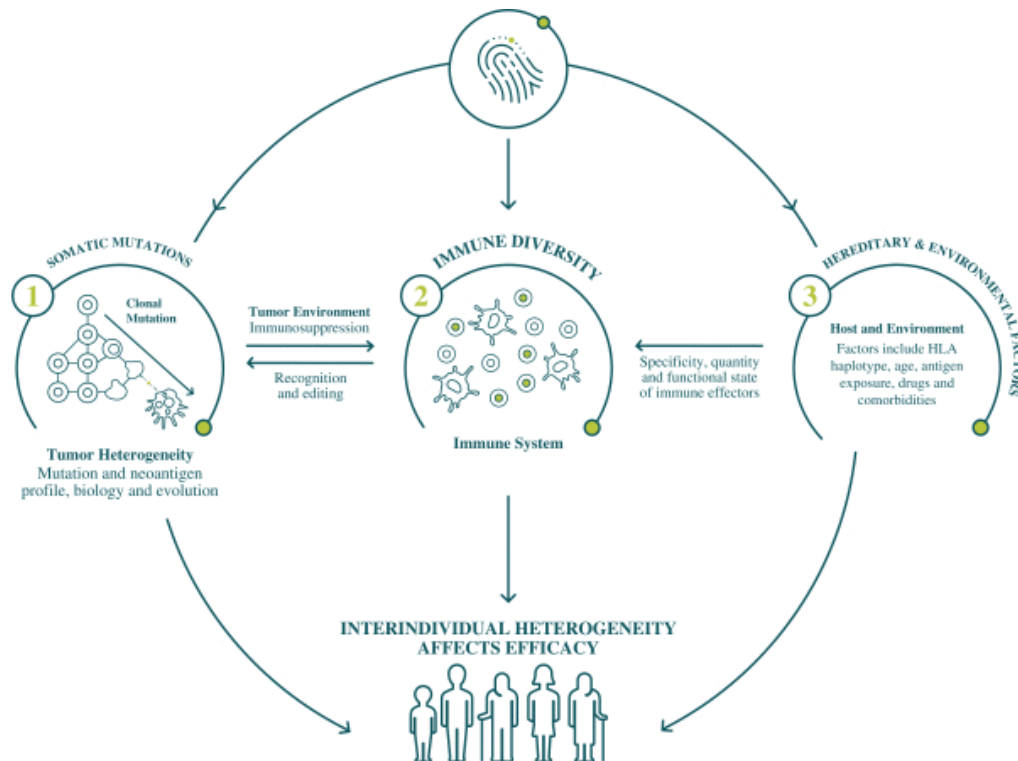 SOMATIC MUTATIONS
1
Clonal
Mutation
Tumor Heterogeneity
Mutation and neoantigen
profile, biology and evolution
Tumor Environment
Immunosuppression
Recognition
and editing
IMMUNE DIVERSITY
2
Immune System
Specificity, quantity
and functional state
of immune effectors
HEREDITARY & ENVIRONMENTAL FACTORS
3
Host and Environment
Factors include HLA
haplotype, age, antigen
exposure, drugs and
comorbidities
INTERINDIVIDUAL HETEROGENEITY
AFFECTS EFFICACY